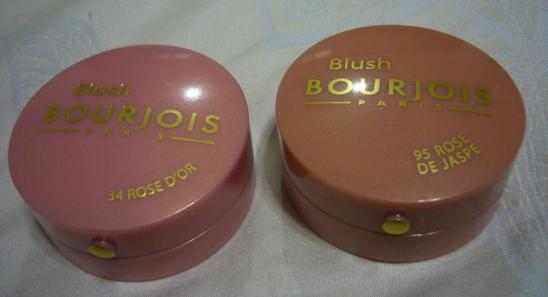 Blush
BOURJOIS
PARIS
34 ROSE D'OR
Blush
BOURJOIS
PARIS
95 ROSE
DE JASPE